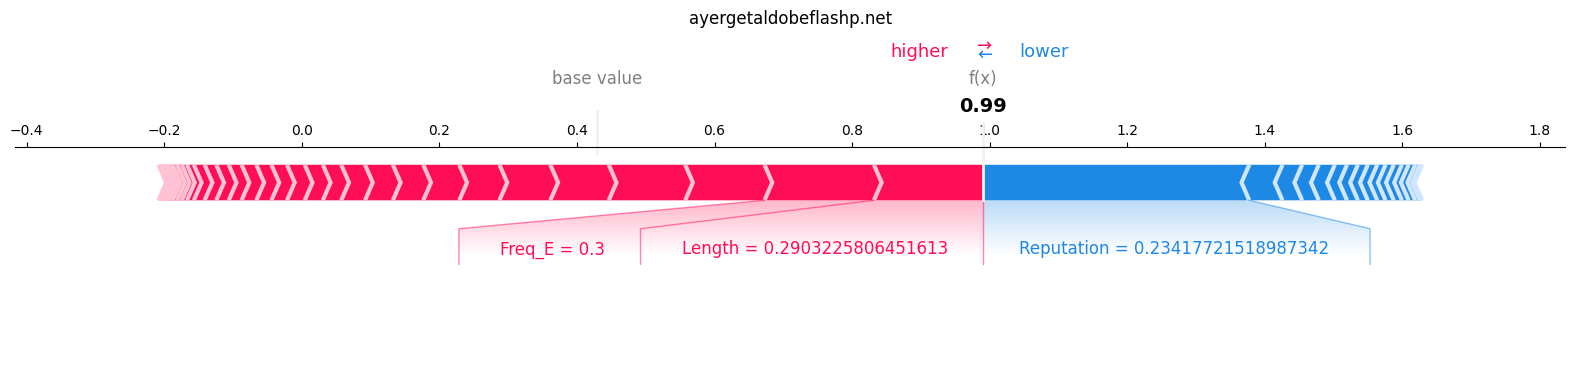 ayergetaldobeflashp.net
higher ⇄ lower
base value f(x)
0.99
−0.4 −0.2 0.0 0.2 0.4 0.6 0.8 1.0 1.2 1.4 1.6 1.8
Freq_E = 0.3 Length = 0.2903225806451613 Reputation = 0.23417721518987342